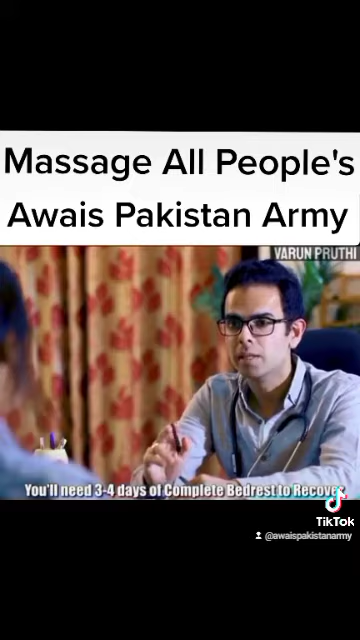 Massage All People's
Awais Pakistan Army
VARUN PRUTHI
You'll need 3-4 days of Complete Bedrest to Recover
TikTok
@awaispakistanarmy